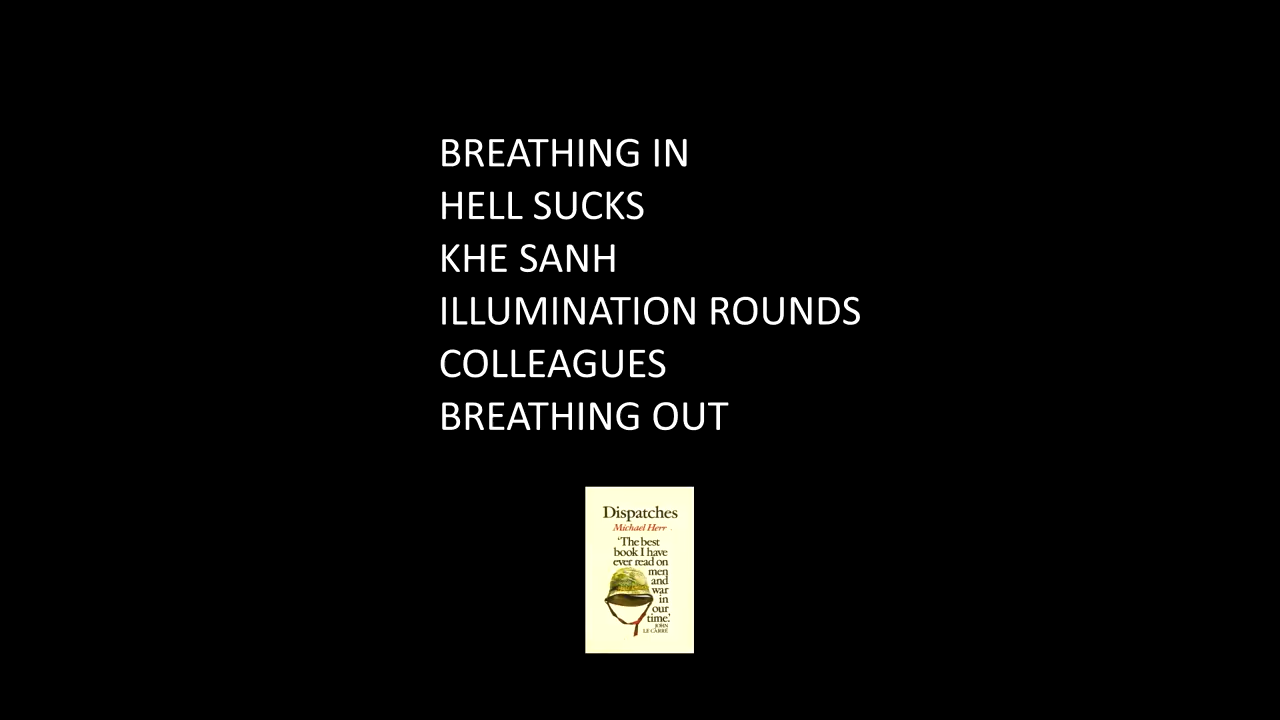 BREATHING IN
HELL SUCKS
KHE SANH
ILLUMINATION ROUNDS
COLLEAGUES
BREATHING OUT
Dispatches
Michael Herr
'The best
book I have
ever read on
men
and
war
in
our
time.'
JOHN
LE CARRÉ